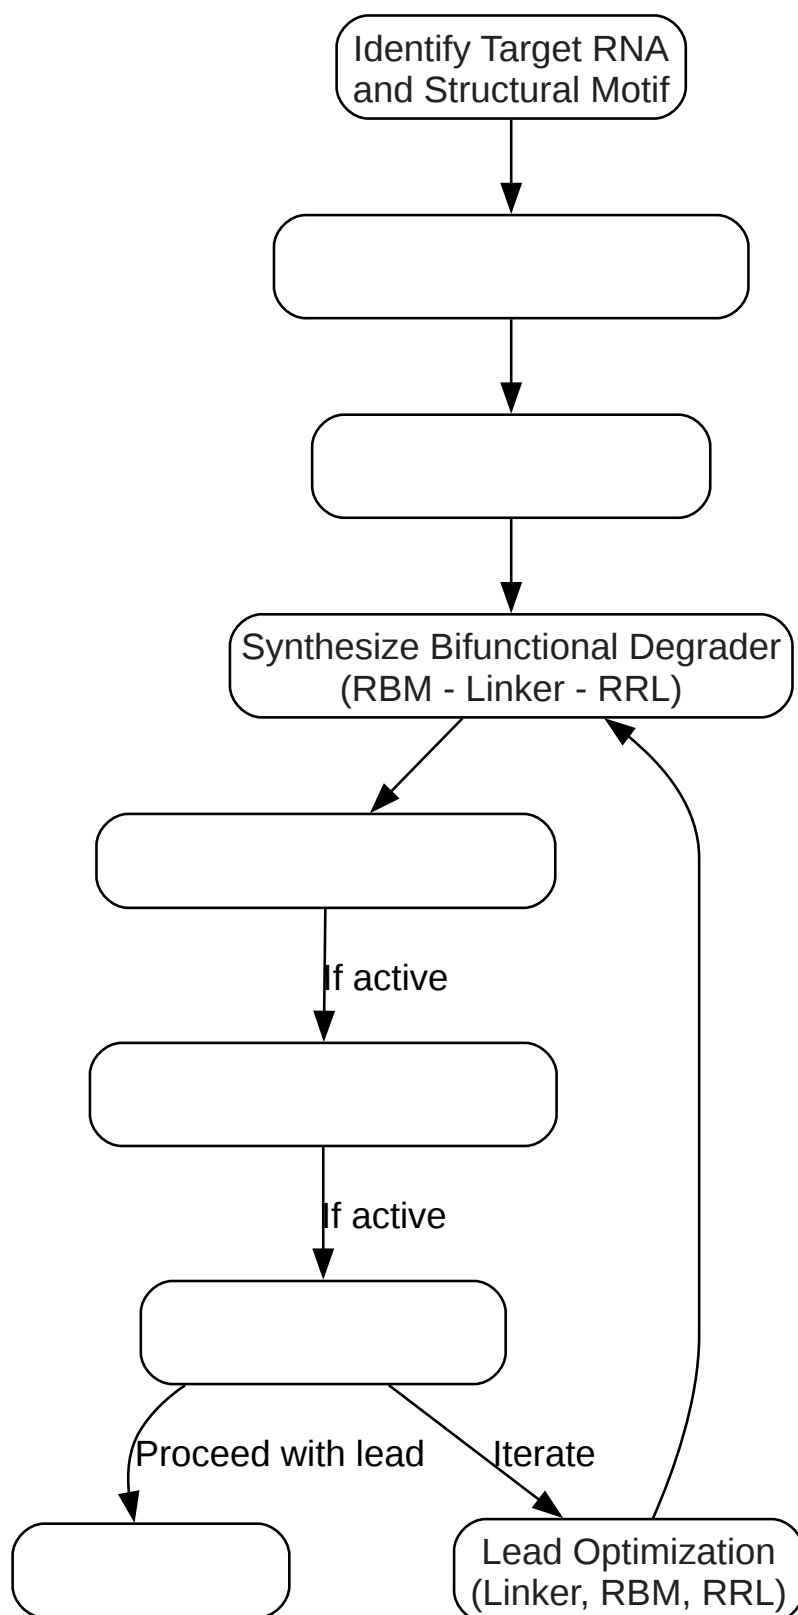 Identify Target RNA
and Structural Motif
Synthesize Bifunctional Degrader
(RBM - Linker - RRL)
If active
If active
Proceed with lead
Iterate
Lead Optimization
(Linker, RBM, RRL)